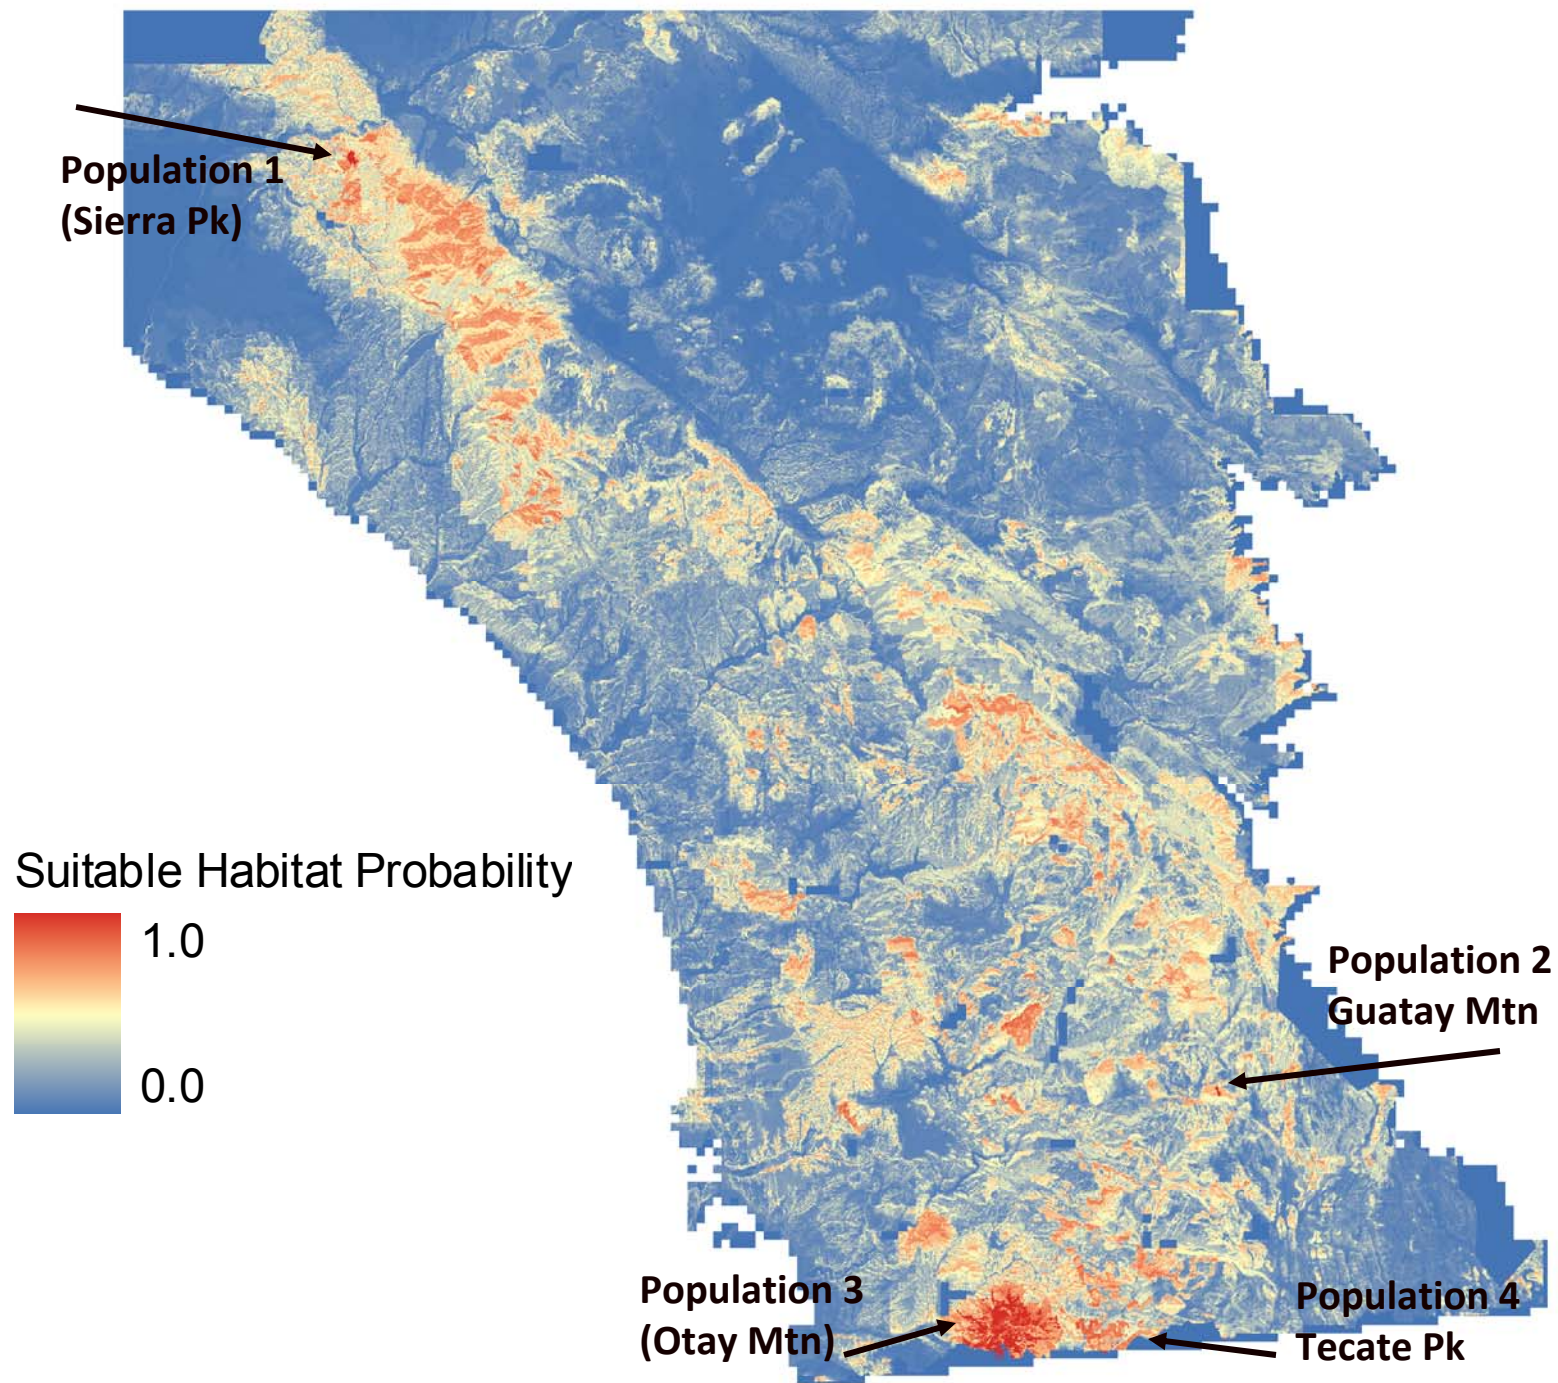 Population 1
(Sierra Pk)
Suitable Habitat Probability
1.0
0.0
Population 2
Guatay Mtn
Population 3
(Otay Mtn)
Population 4
Tecate Pk